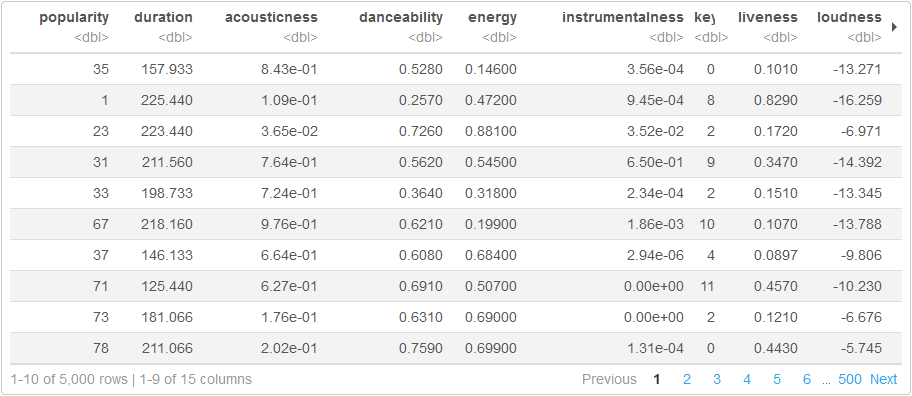 popularity duration acousticness danceability energy instrumentalness key liveness loudness
<dbl> <dbl> <dbl> <dbl> <dbl> <dbl> <dbl> <dbl> <dbl>
35 157.933 8.43e-01 0.5280 0.14600 3.56e-04 0 0.1010 -13.271
1 225.440 1.09e-01 0.2570 0.47200 9.45e-04 8 0.8290 -16.259
23 223.440 3.65e-02 0.7260 0.88100 3.52e-02 2 0.1720 -6.971
31 211.560 7.64e-01 0.5620 0.54500 6.50e-01 9 0.3470 -14.392
33 198.733 7.24e-01 0.3640 0.31800 2.34e-04 2 0.1510 -13.345
67 218.160 9.76e-01 0.6210 0.19900 1.86e-03 10 0.1070 -13.788
37 146.133 6.64e-01 0.6080 0.68400 2.94e-06 4 0.0897 -9.806
71 125.440 6.27e-01 0.6910 0.50700 0.00e+00 11 0.4570 -10.230
73 181.066 1.76e-01 0.6310 0.69000 0.00e+00 2 0.1210 -6.676
78 211.066 2.02e-01 0.7590 0.69900 1.31e-04 0 0.4430 -5.745
1-10 of 5,000 rows | 1-9 of 15 columns Previous 1 2 3 4 5 6 ... 500 Next